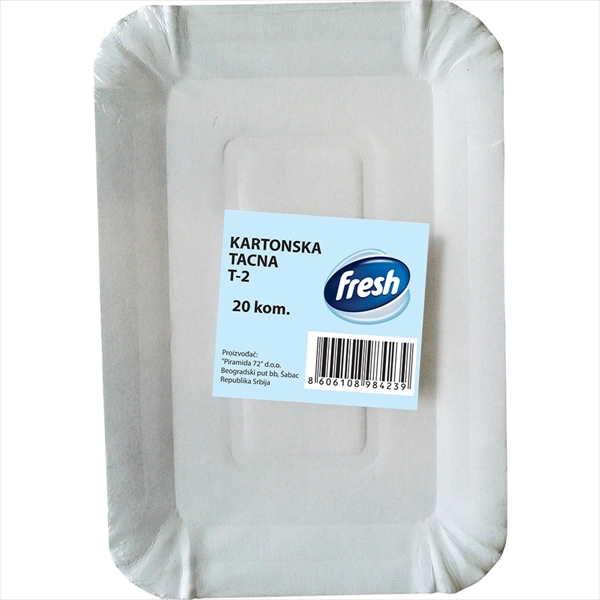 KARTONSKA
TACNA
T-2
20 kom.
fresh
Proizvođač:
"Piramida 72" d.o.o.
Beogradski put bb, Šabac
Republika Srbija
8 606108 984239